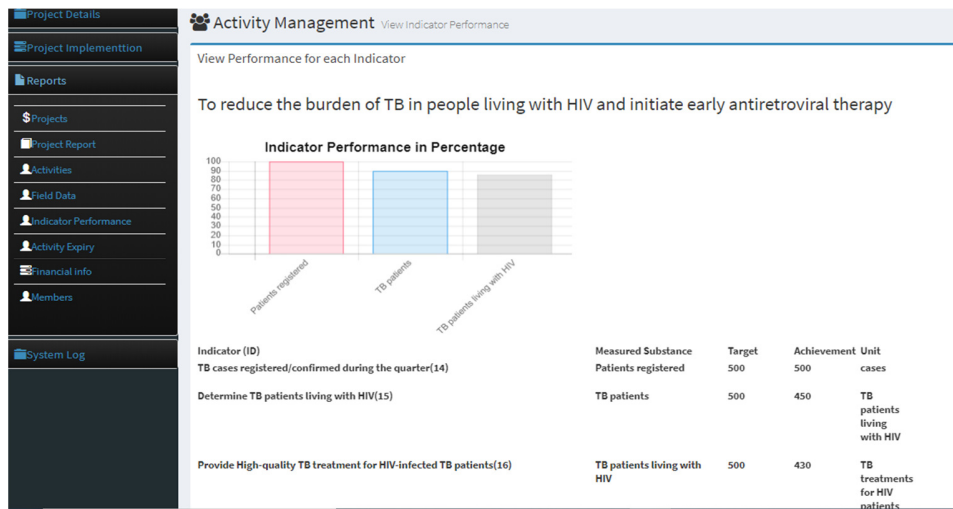 Project Details
Project Implementtion
Reports
$Projects
Project Report
Activities
Field Data
Indicator Performance
Activity Expiry
Financial info
Members
System Log
Activity Management View Indicator Performance
View Performance for each Indicator
To reduce the burden of TB in people living with HIV and initiate early antiretroviral therapy
Indicator Performance in Percentage
100
90
80
70
60
50
40
30
20
10
0
Patients registered
TB patients
TB patients living with HIV
Indicator (ID) Measured Substance Target Achievement Unit
TB cases registered/confirmed during the quarter(14) Patients registered 500 500 cases
Determine TB patients living with HIV(15) TB patients 500 450 TB
patients
living
with HIV
Provide High-quality TB treatment for HIV-infected TB patients(16) TB patients living with 500 430 TB
HIV treatments
for HIV
patients